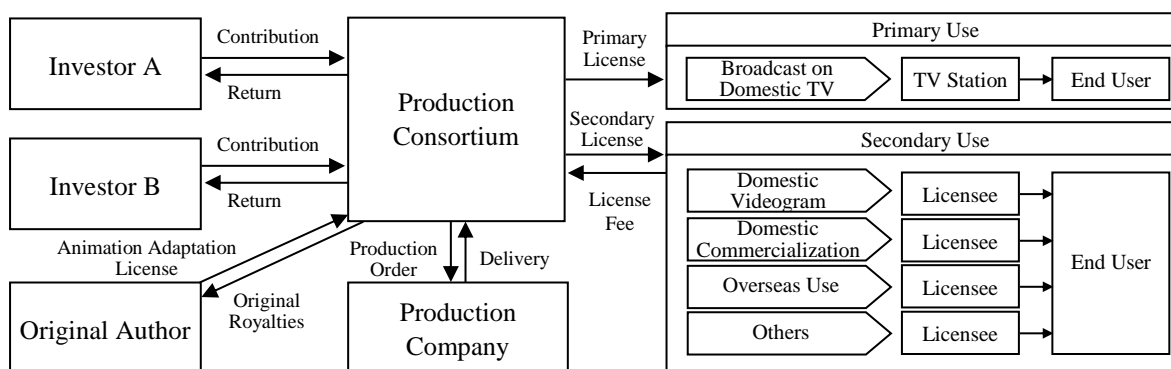 Investor A
Contribution
Return
Investor B
Contribution
Return
Animation Adaptation
License
Original Author
Original
Royalties
Production
Consortium
Production
Order
Delivery
Production
Company
Primary
License
Secondary
License
License
Fee
Primary Use
Broadcast on
Domestic TV
TV Station
End User
Secondary Use
Domestic
Videogram
Licensee
Domestic
Commercialization
Licensee
Overseas Use
Licensee
Others
Licensee
End User